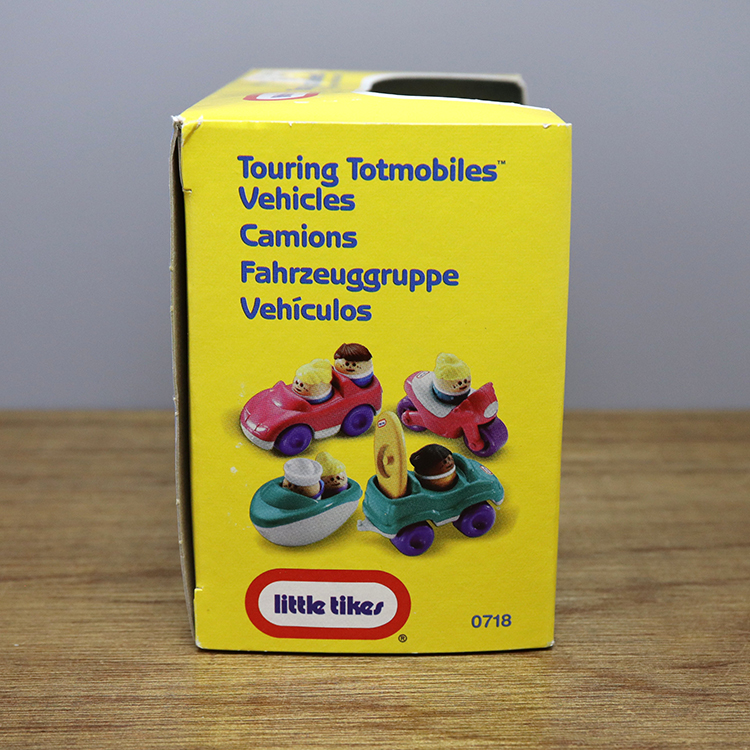 Touring Totmobiles™
Vehicles
Camions
Fahrzeuggruppe
Vehículos
little tikes®
0718